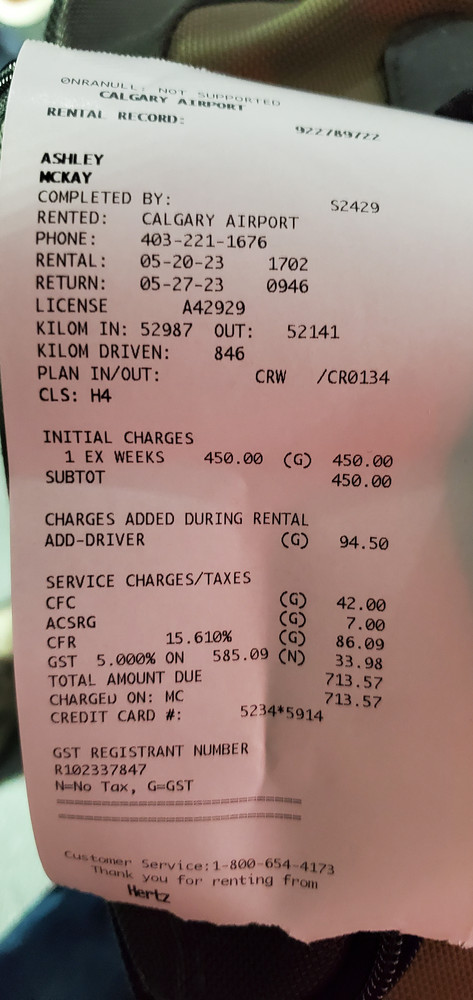 ONRANULL: NOT SUPPORTED
CALGARY AIRPORT
RENTAL RECORD: 922789722
ASHLEY
MCKAY
COMPLETED BY: S2429
RENTED: CALGARY AIRPORT
PHONE: 403-221-1676
RENTAL: 05-20-23 1702
RETURN: 05-27-23 0946
LICENSE A42929
KILOM IN: 52987 OUT: 52141
KILOM DRIVEN: 846
PLAN IN/OUT: CRW /CR0134
CLS: H4
INITIAL CHARGES
1 EX WEEKS 450.00 (G) 450.00
SUBTOT 450.00
CHARGES ADDED DURING RENTAL
ADD-DRIVER (G) 94.50
SERVICE CHARGES/TAXES
CFC (G) 42.00
ACSRG (G) 7.00
CFR 15.610% (G) 86.09
GST 5.000% ON 585.09 (N) 33.98
TOTAL AMOUNT DUE 713.57
CHARGED ON: MC 713.57
CREDIT CARD #: 5234*5914
GST REGISTRANT NUMBER
R102337847
N=No Tax, G=GST
==============================
==============================
Customer Service:1-800-654-4173
Thank you for renting from
Hertz